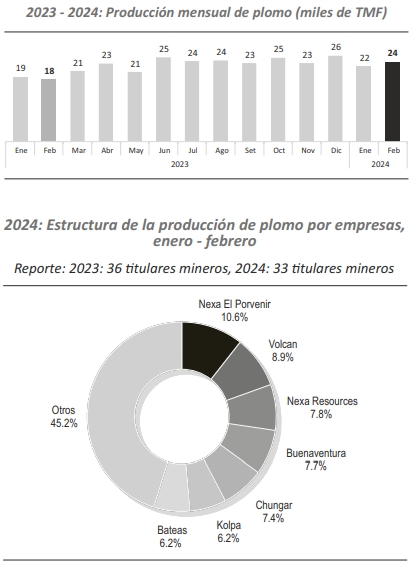 2023 - 2024: Producción mensual de plomo (miles de TMF)
19 18 21 23 21 25 24 24 23 25 23 26 22 24
Ene Feb Mar Abr May Jun Jul Ago Set Oct Nov Dic Ene Feb
2023 2024
2024: Estructura de la producción de plomo por empresas,
enero - febrero
Reporte: 2023: 36 titulares mineros, 2024: 33 titulares mineros
Nexa El Porvenir
10.6%
Volcan
8.9%
Nexa Resources
7.8%
Buenaventura
7.7%
Chungar
7.4%
Kolpa
6.2%
Bateas
6.2%
Otros
45.2%